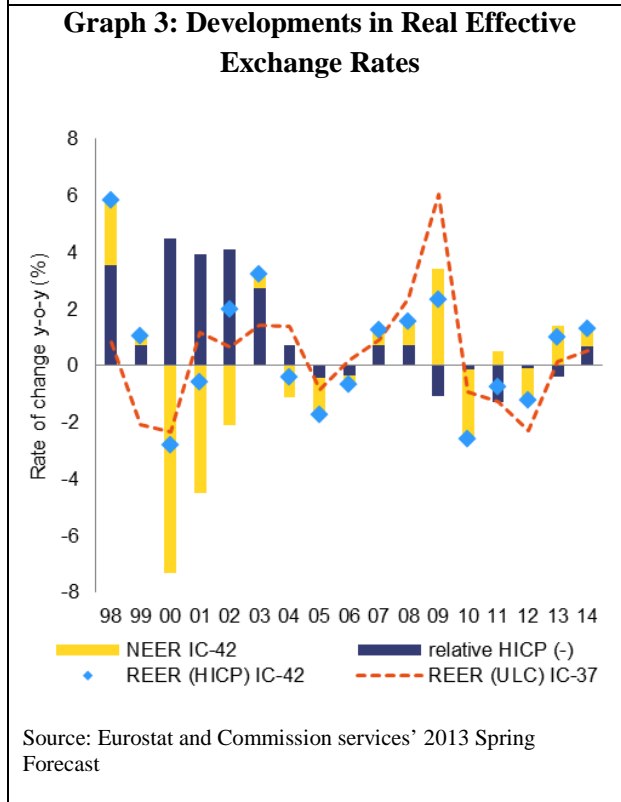 Graph 3: Developments in Real Effective
Exchange Rates
Rate of change y-o-y (%)
8
6
4
2
0
-2
-4
-6
-8
98 99 00 01 02 03 04 05 06 07 08 09 10 11 12 13 14
NEER IC-42 relative HICP (-)
REER (HICP) IC-42 REER (ULC) IC-37
Source: Eurostat and Commission services' 2013 Spring
Forecast